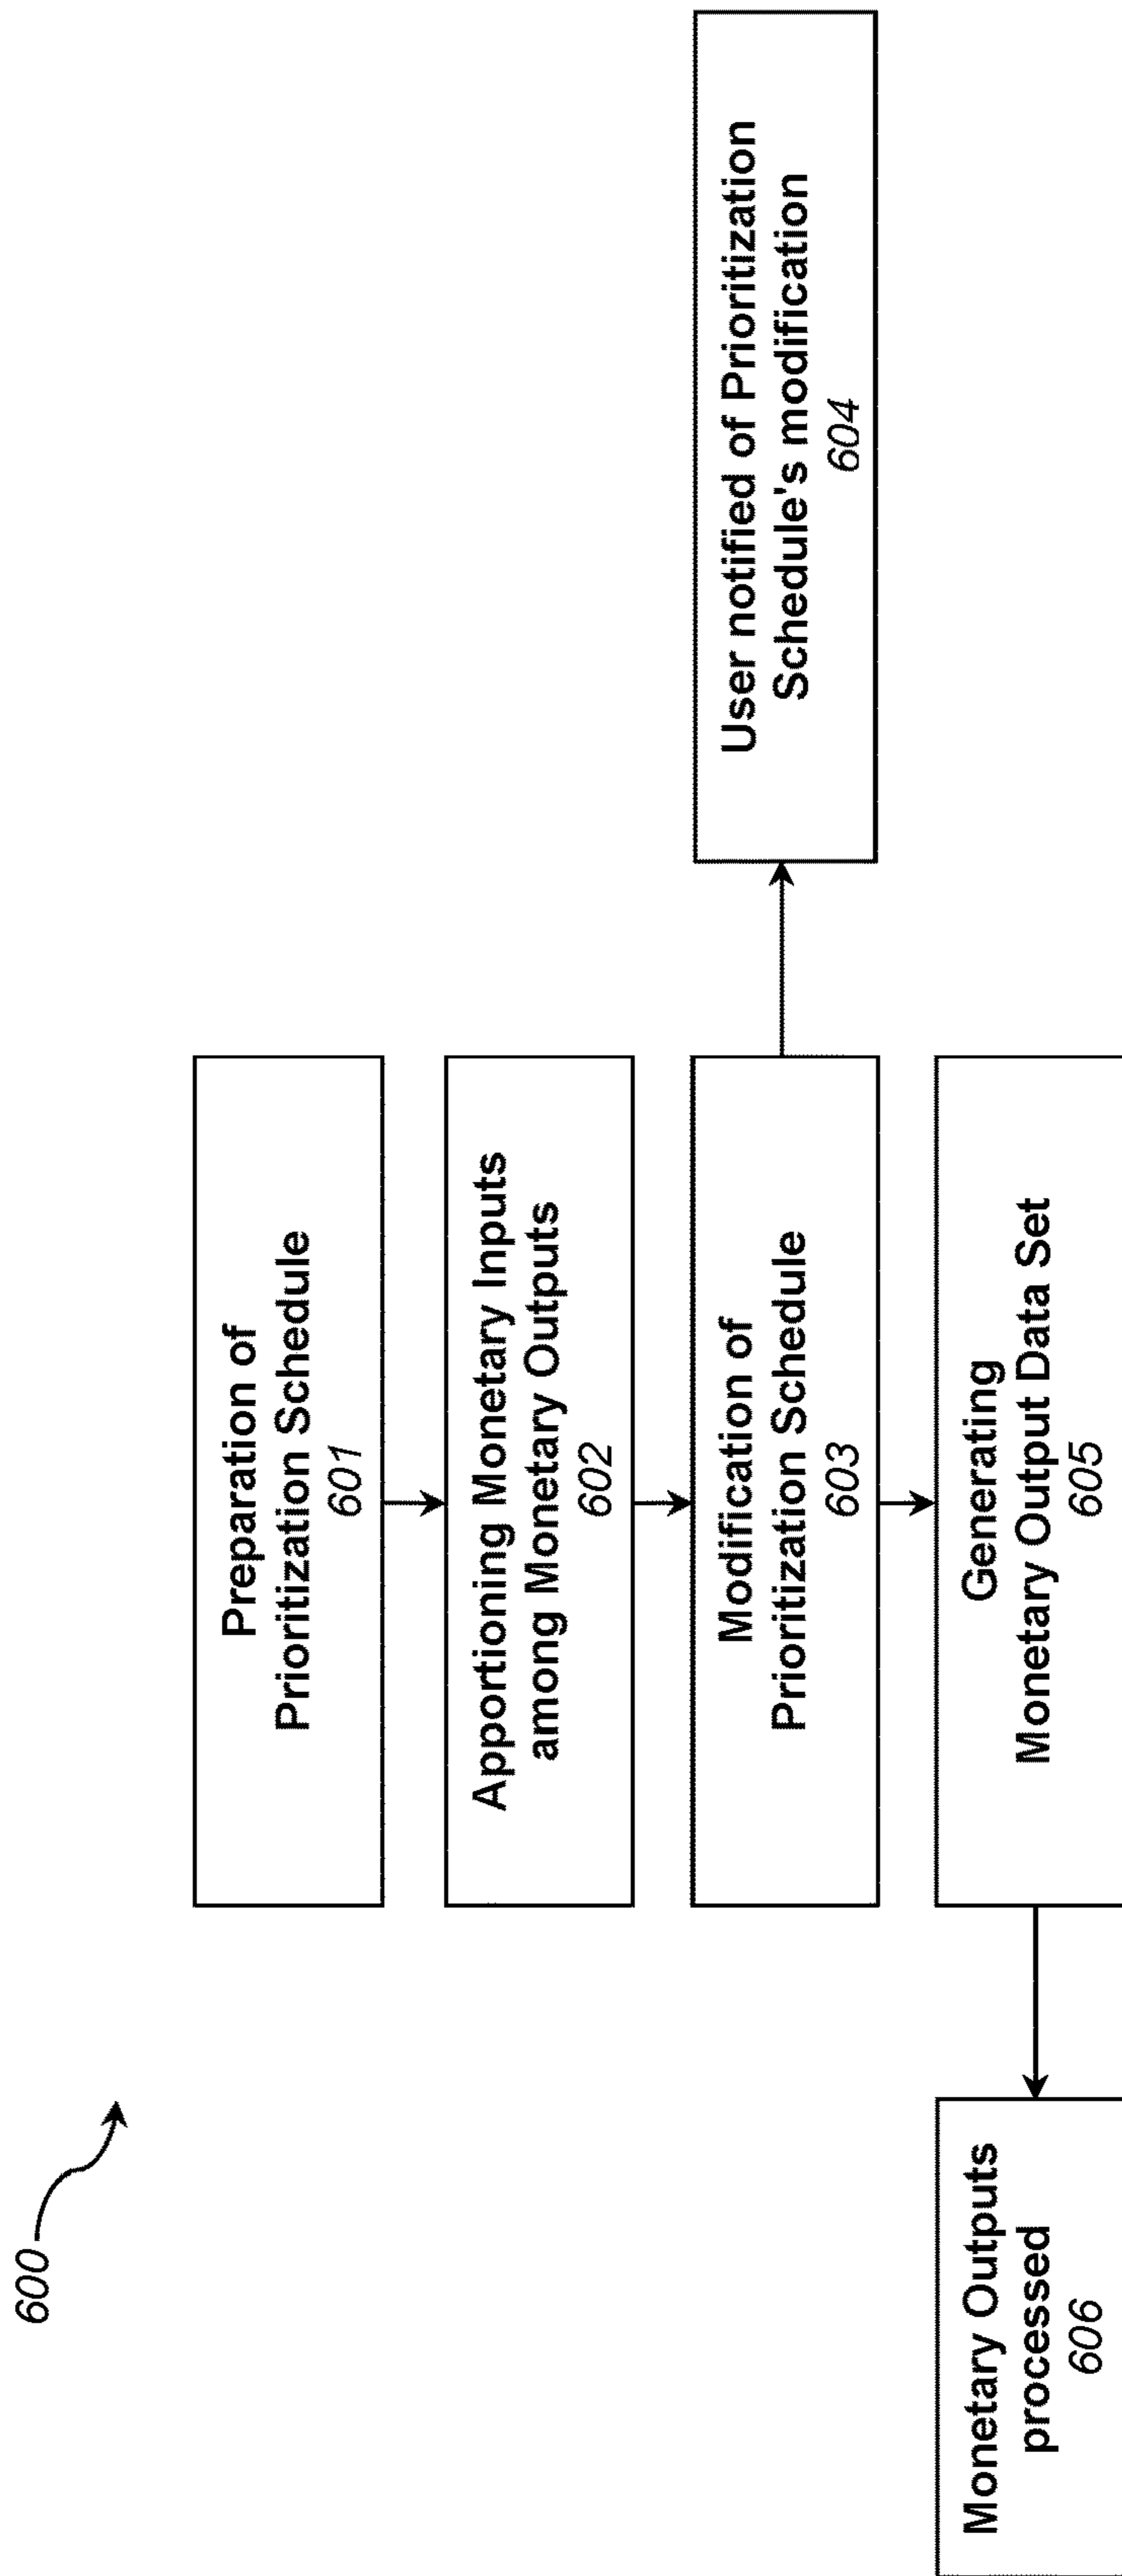 600
Preparation of
Prioritization Schedule
601
Apportioning Monetary Inputs
among Monetary Outputs
602
Modification of
Prioritization Schedule
603
User notified of Prioritization
Schedule's modification
604
Generating
Monetary Output Data Set
605
Monetary Outputs
processed
606